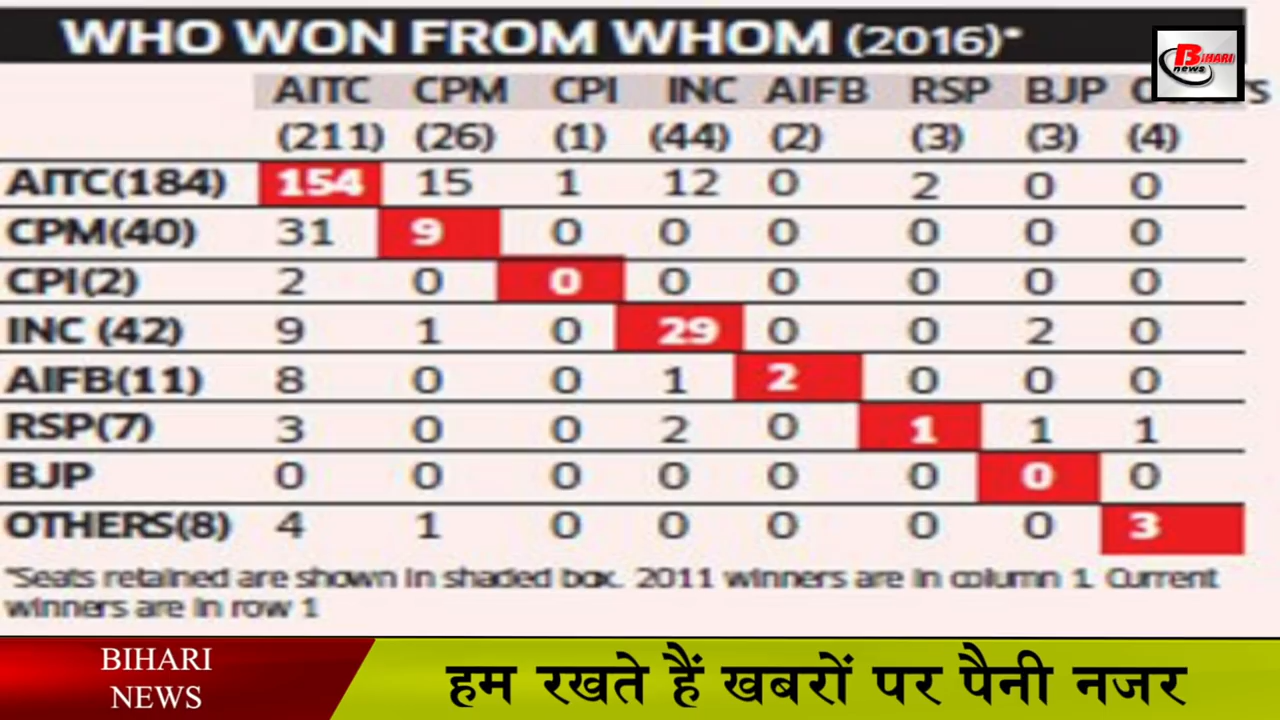 WHO WON FROM WHOM (2016)*
BIHARI
news
AITC CPM CPI INC AIFB RSP BJP
(211) (26) (1) (44) (2) (3) (3) (4)
AITC(184) 154 15 1 12 0 2 0 0
CPM(40) 31 9 0 0 0 0 0 0
CPI(2) 2 0 0 0 0 0 0 0
INC (42) 9 1 0 29 0 0 2 0
AIFB(11) 8 0 0 1 2 0 0 0
RSP(7) 3 0 0 2 0 1 1 1
BJP 0 0 0 0 0 0 0 0
OTHERS(8) 4 1 0 0 0 0 0 3
*Seats retained are shown in shaded box. 2011 winners are in column 1. Current
winners are in row 1
BIHARI
NEWS
हम रखते हैं खबरों पर पैनी नजर